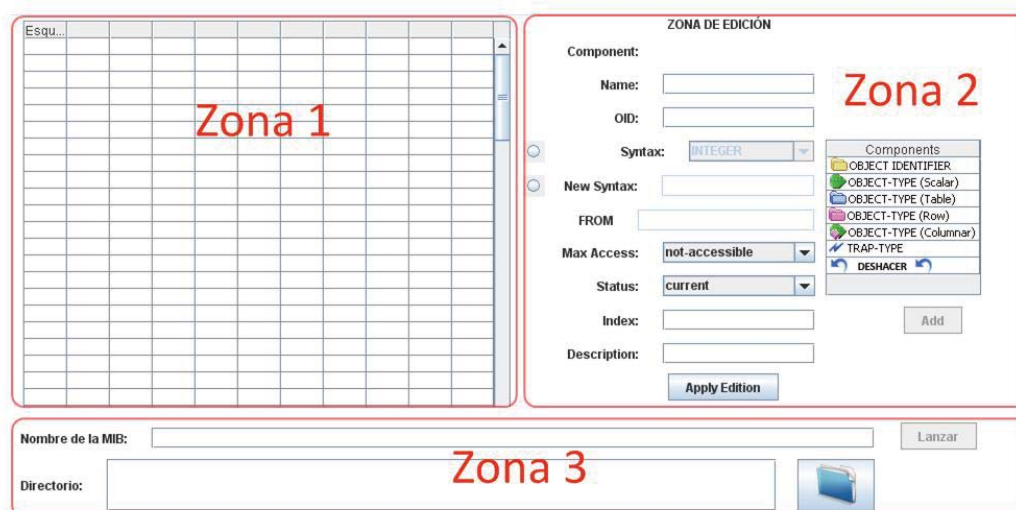 Esqu...
Zona 1
ZONA DE EDICIÓN
Component:
Name:
Zona 2
OID:
Syntax:
INTEGER
New Syntax:
FROM
Max Access:
not-accessible
Status:
current
Index:
Description:
Apply Edition
Components
OBJECT IDENTIFIER
OBJECT-TYPE (Scalar)
OBJECT-TYPE (Table)
OBJECT-TYPE (Row)
OBJECT-TYPE (Columnar)
TRAP-TYPE
DESHACER
Add
Nombre de la MIB:
Lanzar
Zona 3
Directorio: